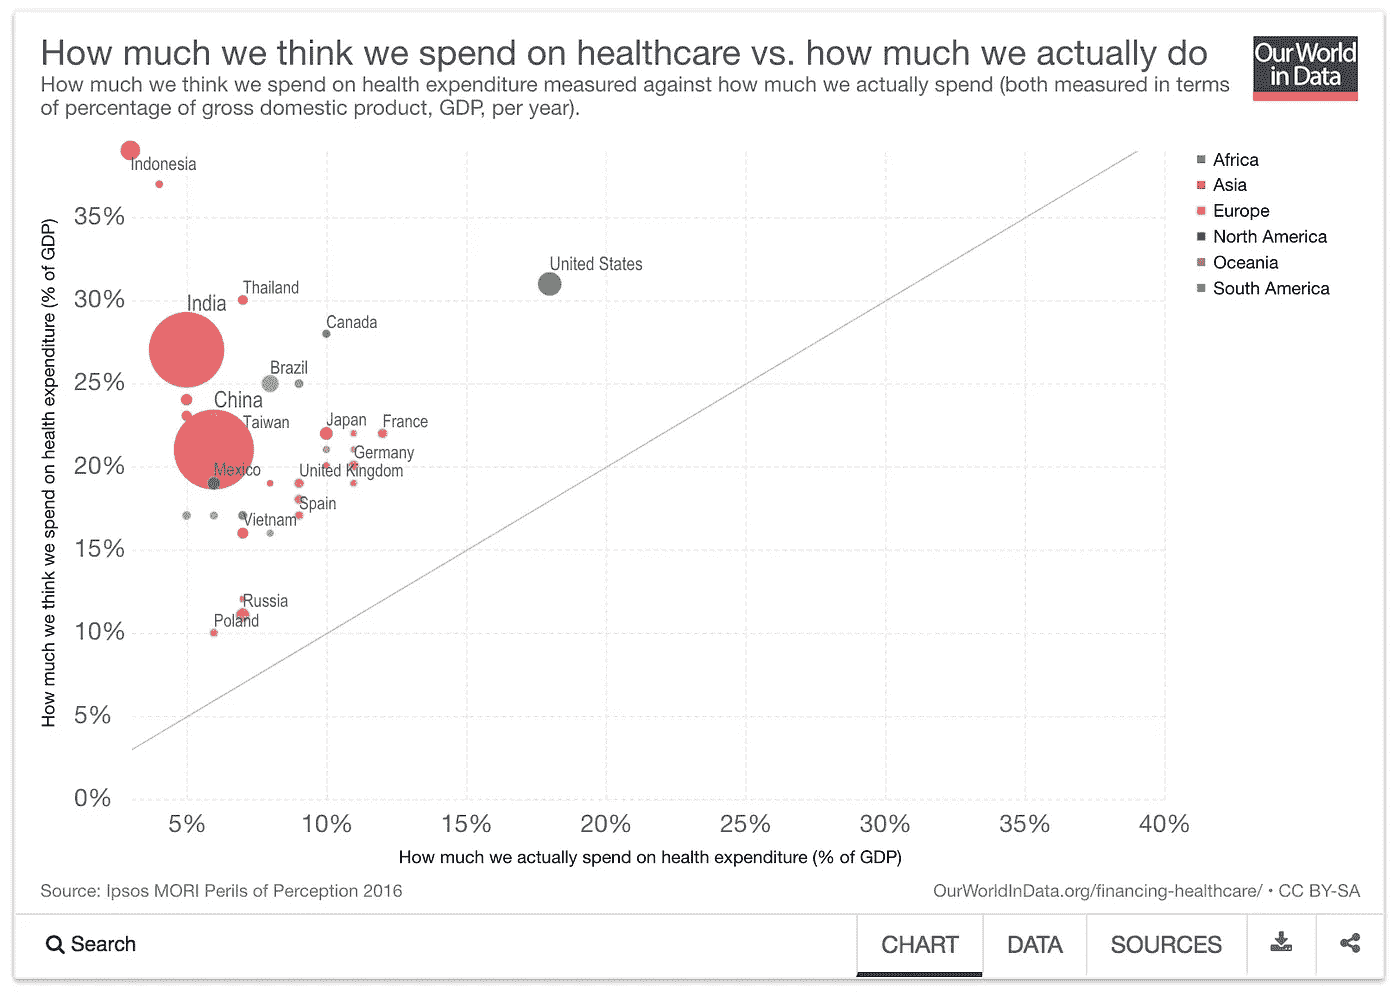 How much we think we spend on healthcare vs. how much we actually do
Our World
in Data
How much we think we spend on health expenditure measured against how much we actually spend (both measured in terms
of percentage of gross domestic product, GDP, per year).
How much we think we spend on health expenditure (% of GDP)
35%
30%
25%
20%
15%
10%
5%
0%
Indonesia
United States
Thailand
India
Canada
Brazil
China
Taiwan
Japan
France
Germany
Mexico
United Kingdom
Spain
Vietnam
Russia
Poland
Africa
Asia
Europe
North America
Oceania
South America
5%
10%
15%
20%
25%
30%
35%
40%
How much we actually spend on health expenditure (% of GDP)
Source: Ipsos MORI Perils of Perception 2016
OurWorldInData.org/financing-healthcare/ • CC BY-SA
Search
CHART
DATA
SOURCES